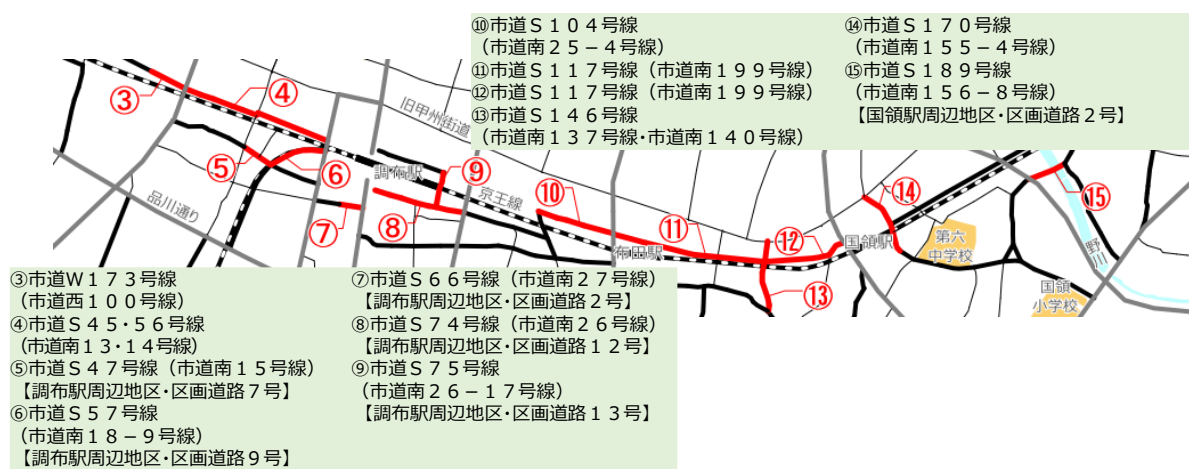 ⑩市道Ｓ１０４号線
（市道南２５－４号線）
⑪市道Ｓ１１７号線（市道南１９９号線）
⑫市道Ｓ１１７号線（市道南１９９号線）
⑬市道Ｓ１４６号線
（市道南１３７号線・市道南１４０号線）
⑭市道Ｓ１７０号線
（市道南１５５－４号線）
⑮市道Ｓ１８９号線
（市道南１５６－８号線）
【国領駅周辺地区・区画道路２号】
③
④
旧甲州街道
⑤
⑥
調布駅
⑨
品川通り
⑦
⑧
京王線
⑩
布田駅
⑪
⑫
⑬
国領駅
⑭
第六
中学校
⑮
野川
国領
小学校
③市道Ｗ１７３号線
（市道西１００号線）
④市道Ｓ４５・５６号線
（市道南１３・１４号線）
⑤市道Ｓ４７号線（市道南１５号線）
【調布駅周辺地区・区画道路７号】
⑥市道Ｓ５７号線
（市道南１８－９号線）
【調布駅周辺地区・区画道路９号】
⑦市道Ｓ６６号線（市道南２７号線）
【調布駅周辺地区・区画道路２号】
⑧市道Ｓ７４号線（市道南２６号線）
【調布駅周辺地区・区画道路１２号】
⑨市道Ｓ７５号線
（市道南２６－１７号線）
【調布駅周辺地区・区画道路１３号】